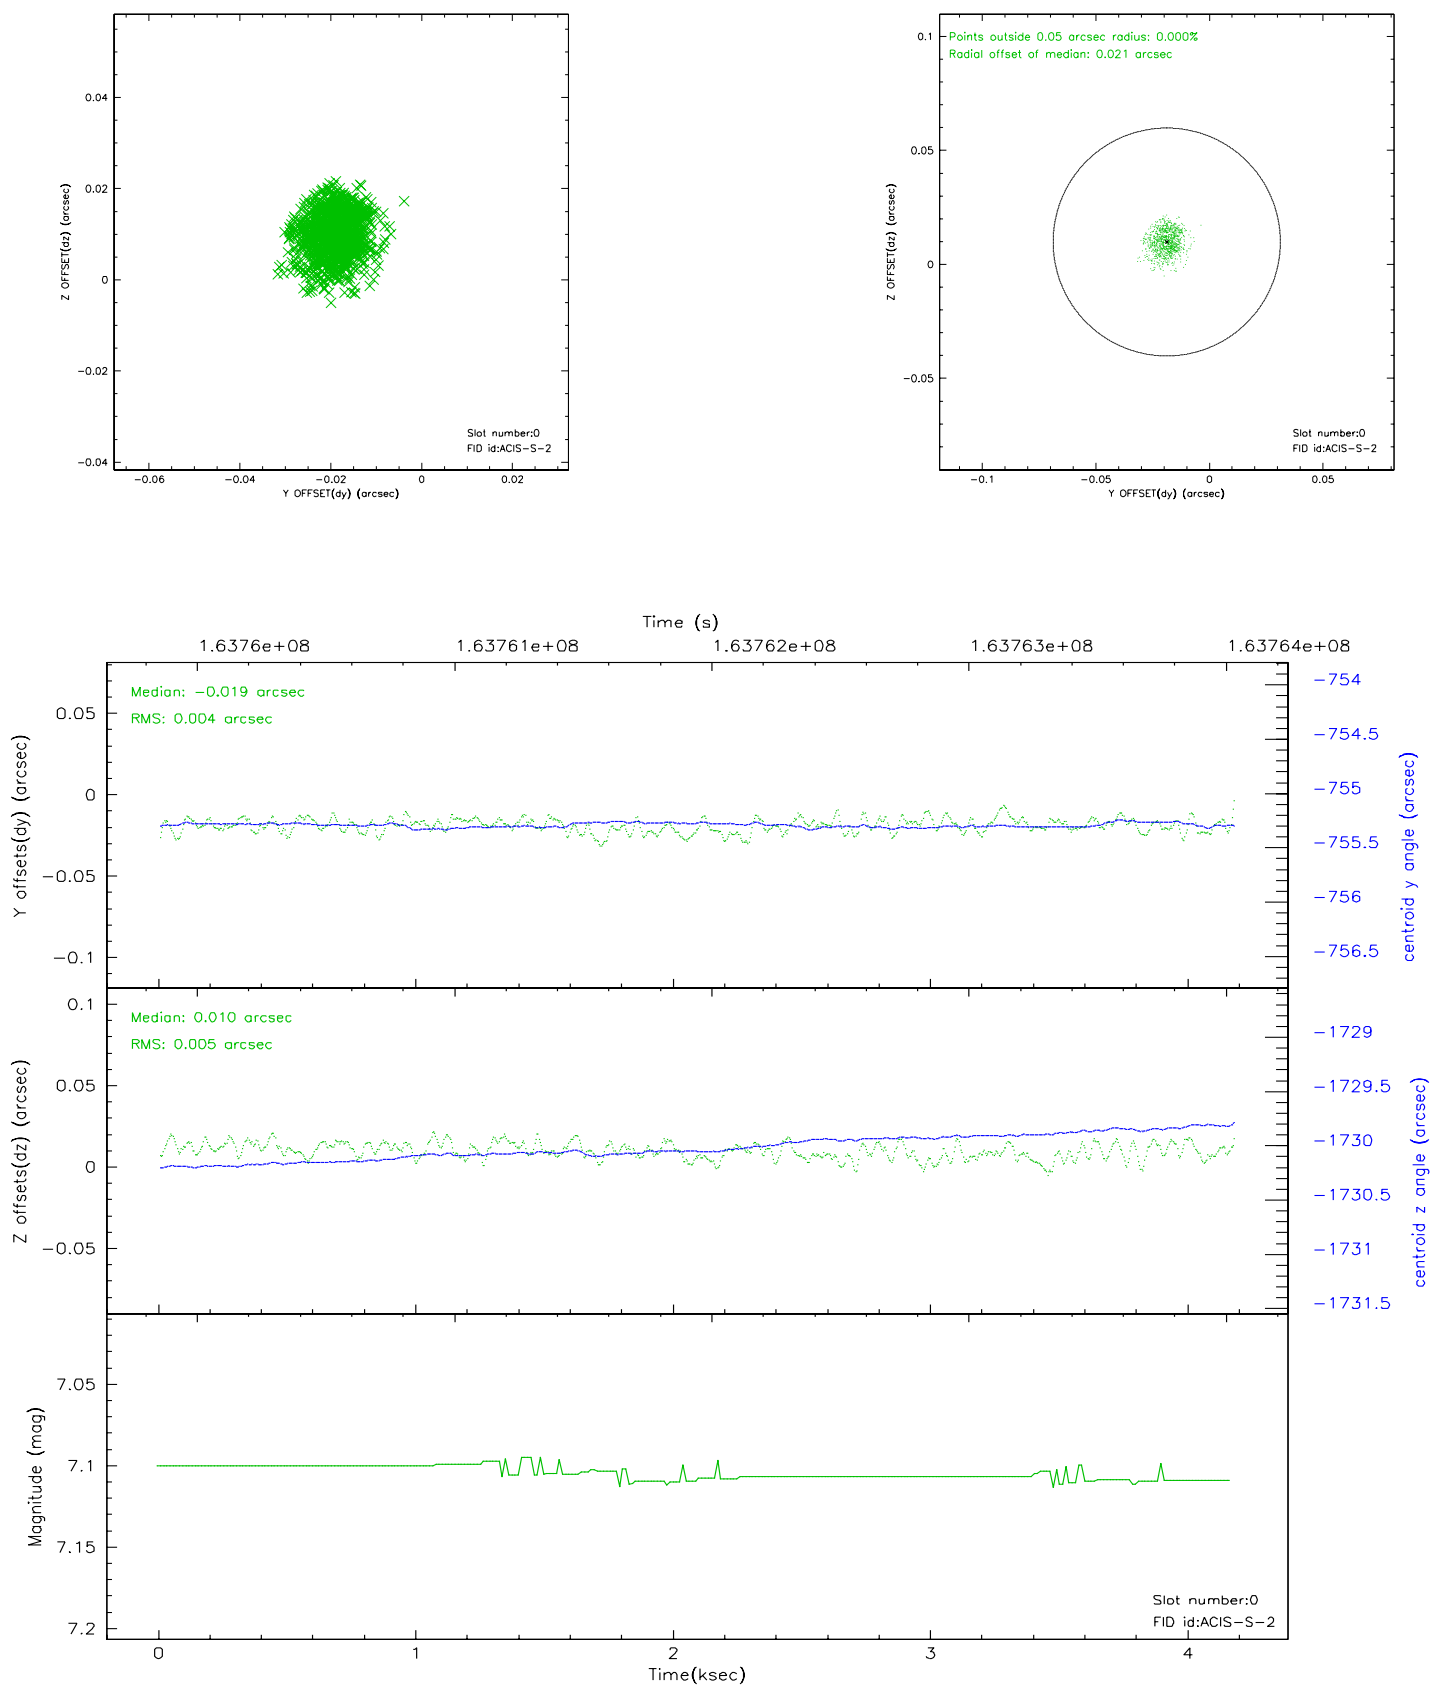 0.04
0.02
0
-0.02
-0.04
Z OFFSET(dz) (arcsec)
Slot number:0
FID id:ACIS-S-2
-0.06
-0.04
-0.02
0
0.02
Y OFFSET(dy) (arcsec)
Points outside 0.05 arcsec radius: 0.000%
Radial offset of median: 0.021 arcsec
0.1
0.05
0
-0.05
Z OFFSET(dz) (arcsec)
Slot number:0
FID id:ACIS-S-2
-0.1
-0.05
0
0.05
Y OFFSET(dy) (arcsec)
Time (s)
1.6376e+08
1.63761e+08
1.63762e+08
1.63763e+08
1.63764e+08
Median: -0.019 arcsec
RMS: 0.004 arcsec
0.05
0
-0.05
-0.1
Y offsets(dy) (arcsec)
-754
-754.5
-755
-755.5
-756
-756.5
centroid y angle (arcsec)
Median: 0.010 arcsec
RMS: 0.005 arcsec
0.1
0.05
0
-0.05
Z offsets(dz) (arcsec)
-1729
-1729.5
-1730
-1730.5
-1731
-1731.5
centroid z angle (arcsec)
7.05
7.1
7.15
7.2
Magnitude (mag)
Slot number:0
FID id:ACIS-S-2
0
1
2
3
4
Time(ksec)